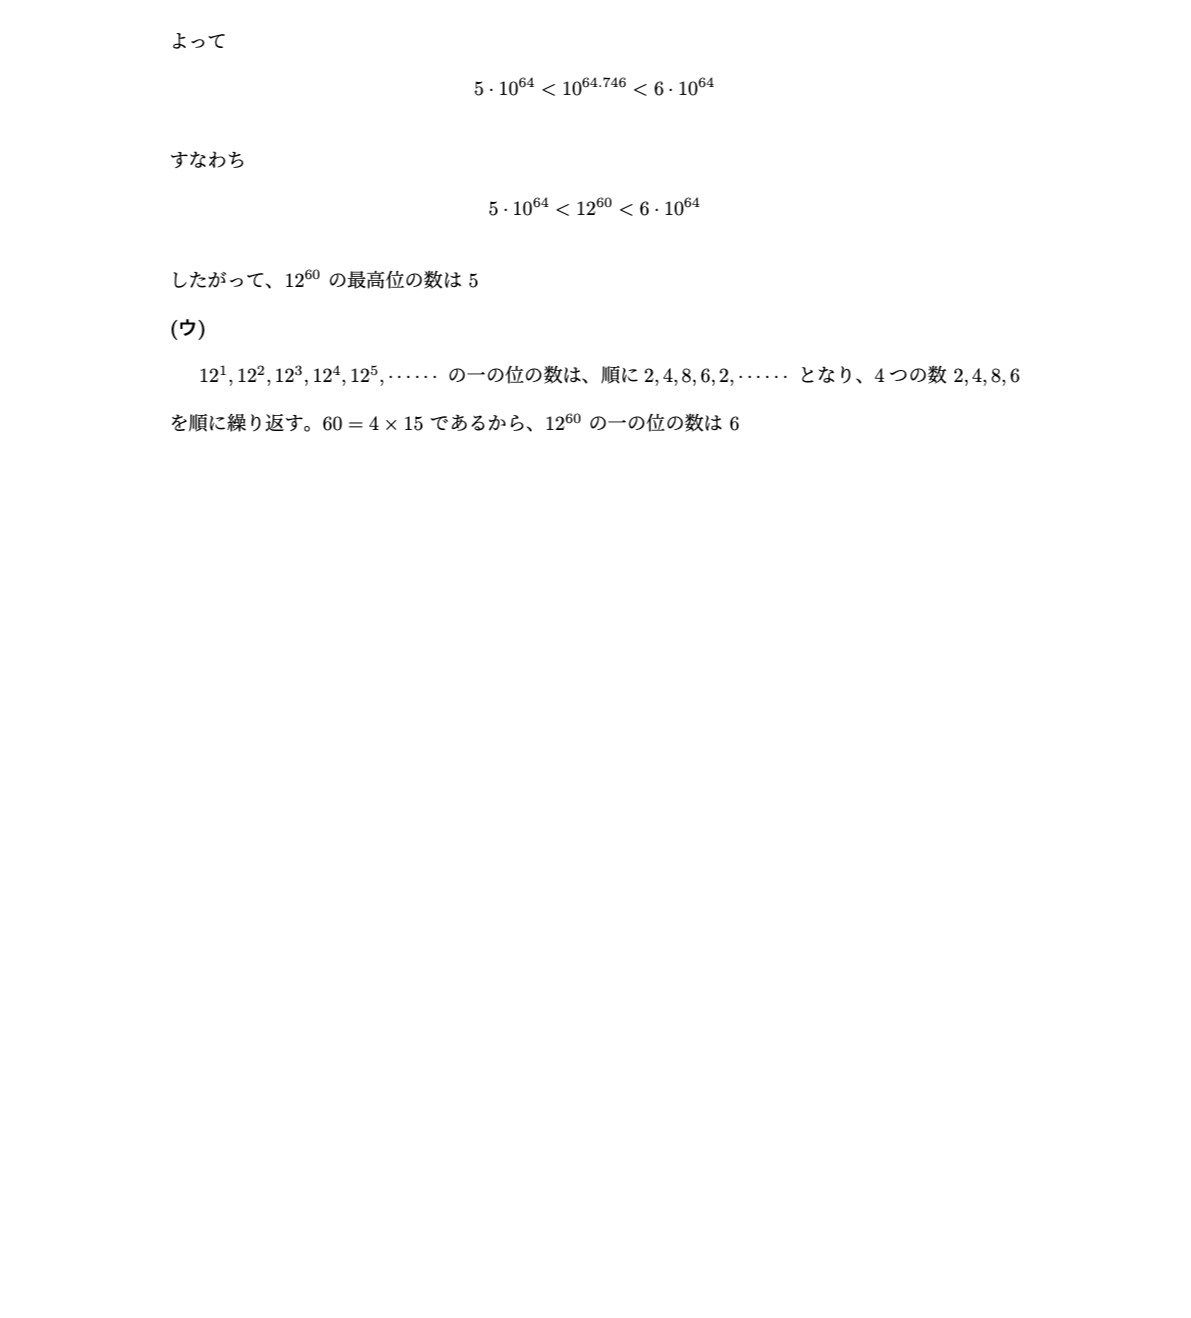 よって
$5 \cdot 10^{64} < 10^{64.746} < 6 \cdot 10^{64}$
すなわち
$5 \cdot 10^{64} < 12^{60} < 6 \cdot 10^{64}$
したがって、$12^{60}$ の最高位の数は 5
(ウ)
$12^1, 12^2, 12^3, 12^4, 12^5, \cdots\cdots$ の一の位の数は、順に $2, 4, 8, 6, 2, \cdots\cdots$ となり、4 つの数 $2, 4, 8, 6$
を順に繰り返す。$60 = 4 \times 15$ であるから、$12^{60}$ の一の位の数は 6